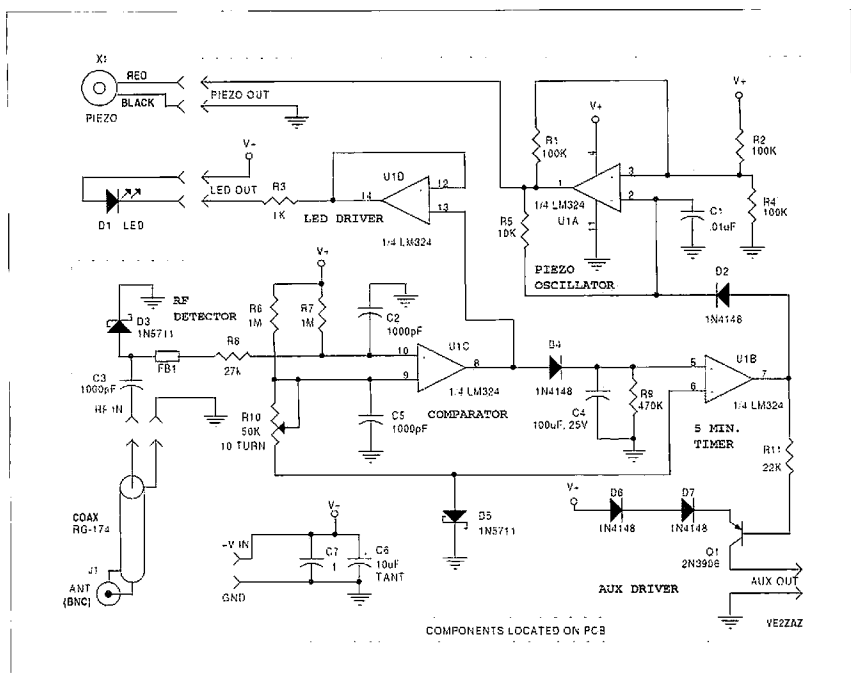 X1
RED
BLACK
PIEZO OUT
PIEZO
V+
LED OUT
D1 LED
R3
1K
LED DRIVER
U1D
12
13
14
1/4 LM324
V+
R1
100K
V+
R2
100K
4
3
2
1
11
1/4 LM324
U1A
R5
10K
C1
.01uF
R4
100K
PIEZO
OSCILLATOR
D2
1N4148
RF
DETECTOR
D3
1N5711
C3
1000pF
RF IN
FB1
R8
27k
V+
R6
1M
R7
1M
C2
1000pF
10
9
U1C
8
1/4 LM324
COMPARATOR
R10
50K
10 TURN
C5
1000pF
D4
1N4148
C4
100uF, 25V
R9
470K
5
6
U1B
7
1/4 LM324
5 MIN.
TIMER
R11
22K
D5
1N5711
V+
D6
1N4148
D7
1N4148
Q1
2N3906
AUX DRIVER
AUX OUT
COAX
RG-174
J1
ANT
(BNC)
+V IN
GND
V+
C7
.1
C6
10uF
TANT
COMPONENTS LOCATED ON PCB
VE2ZAZ